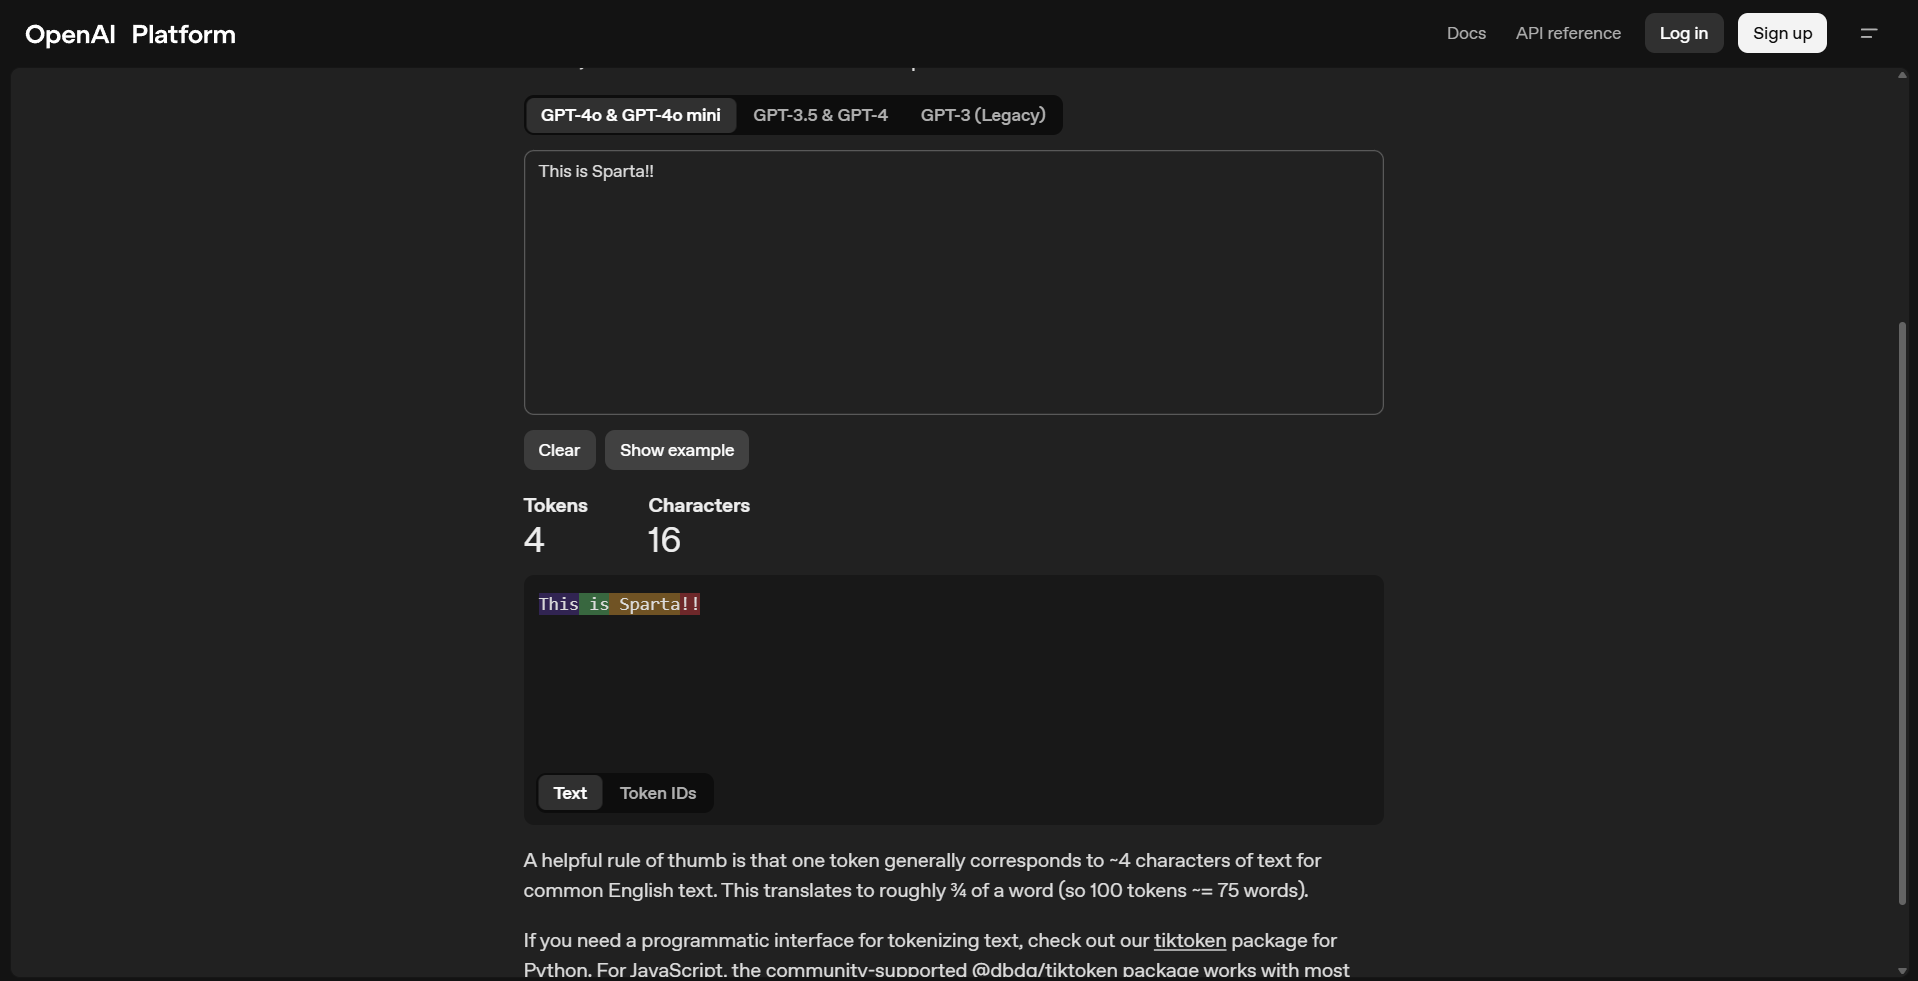 OpenAI Platform
Docs
API reference
Log in
Sign up
GPT-4o & GPT-4o mini
GPT-3.5 & GPT-4
GPT-3 (Legacy)
This is Sparta!!
Clear
Show example
Tokens
Characters
4
16
This is Sparta!!
Text
Token IDs
A helpful rule of thumb is that one token generally corresponds to ~4 characters of text for
common English text. This translates to roughly ¾ of a word (so 100 tokens ~= 75 words).
If you need a programmatic interface for tokenizing text, check out our tiktoken package for
Python. For JavaScript, the community-supported @dbdq/tiktoken package works with most